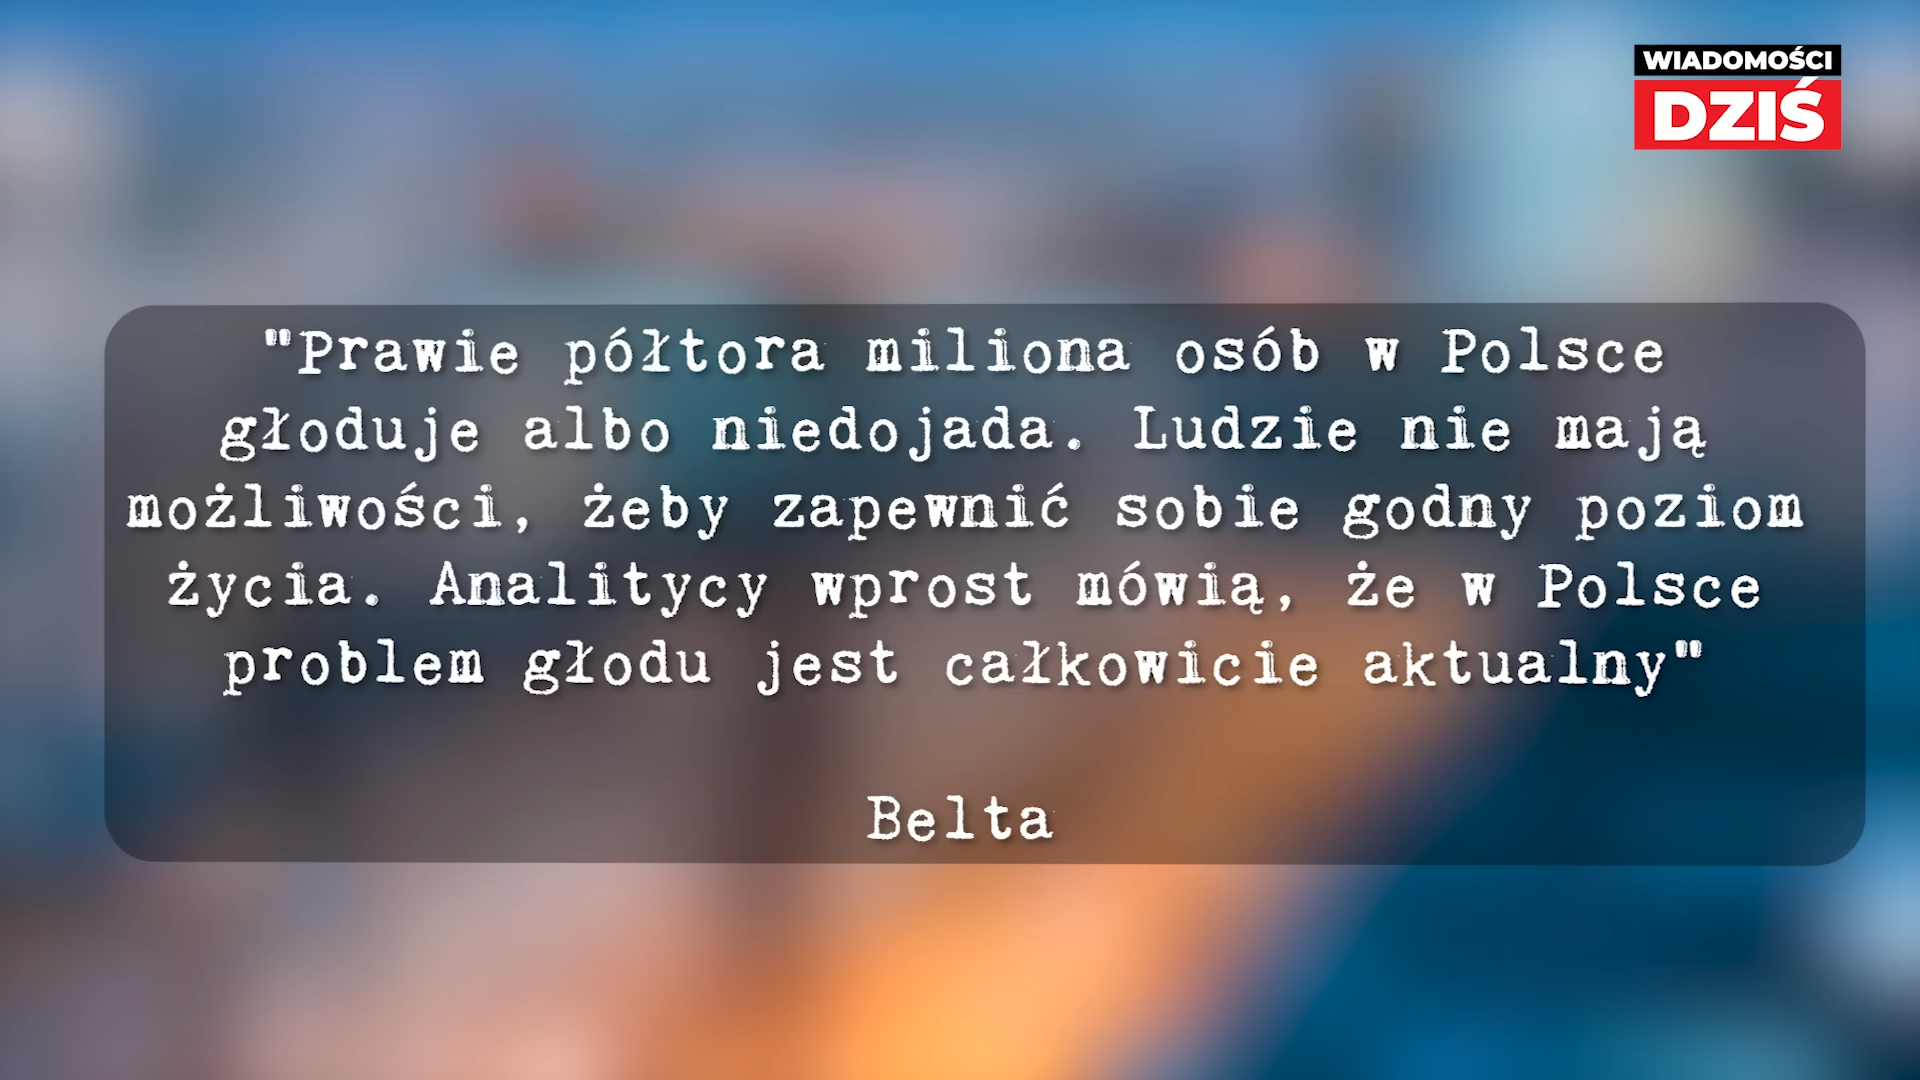 WIADOMOŚCI
DZIŚ
"Prawie półtora miliona osób w Polsce
głoduje albo niedojada. Ludzie nie mają
możliwości, żeby zapewnić sobie godny poziom
życia. Analitycy wprost mówią, że w Polsce
problem głodu jest całkowicie aktualny"
Belta